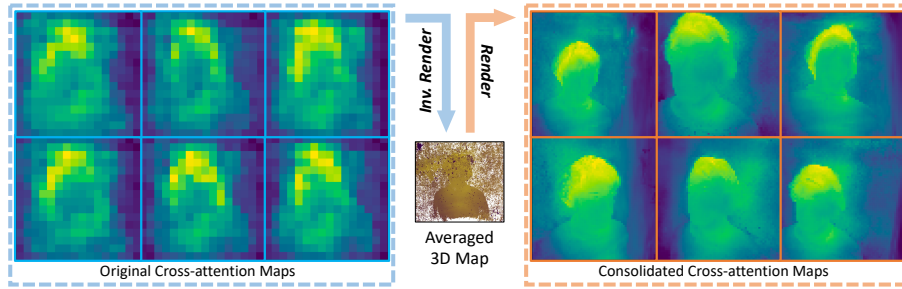 Inv. Render
Render
Averaged
3D Map
Original Cross-attention Maps
Consolidated Cross-attention Maps